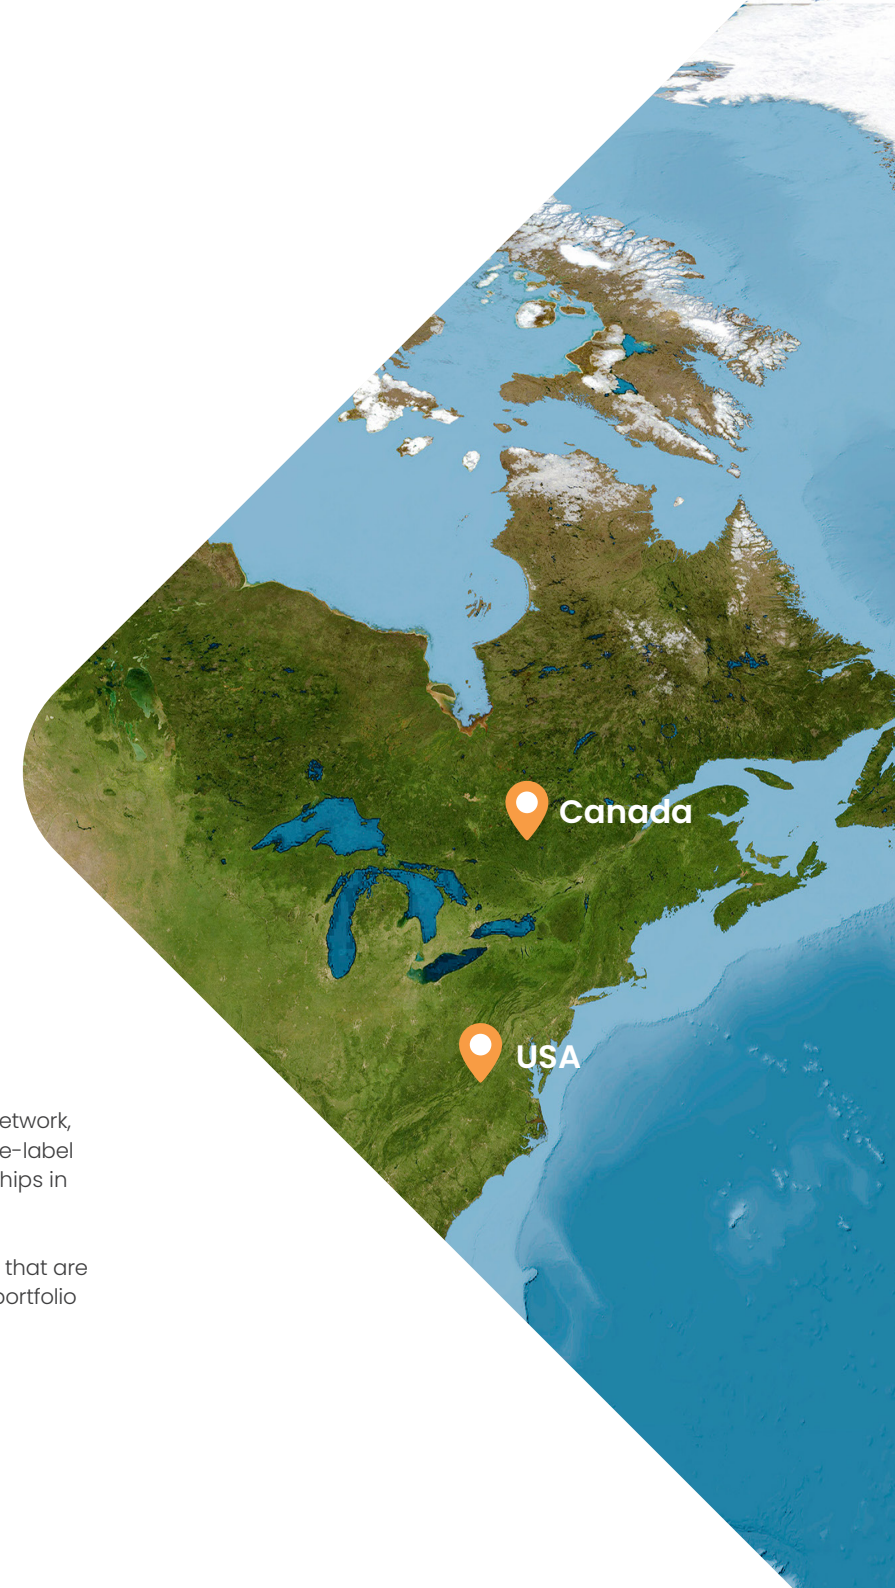 Canada
USA
etwork,
e-label
hips in
that are
portfolio